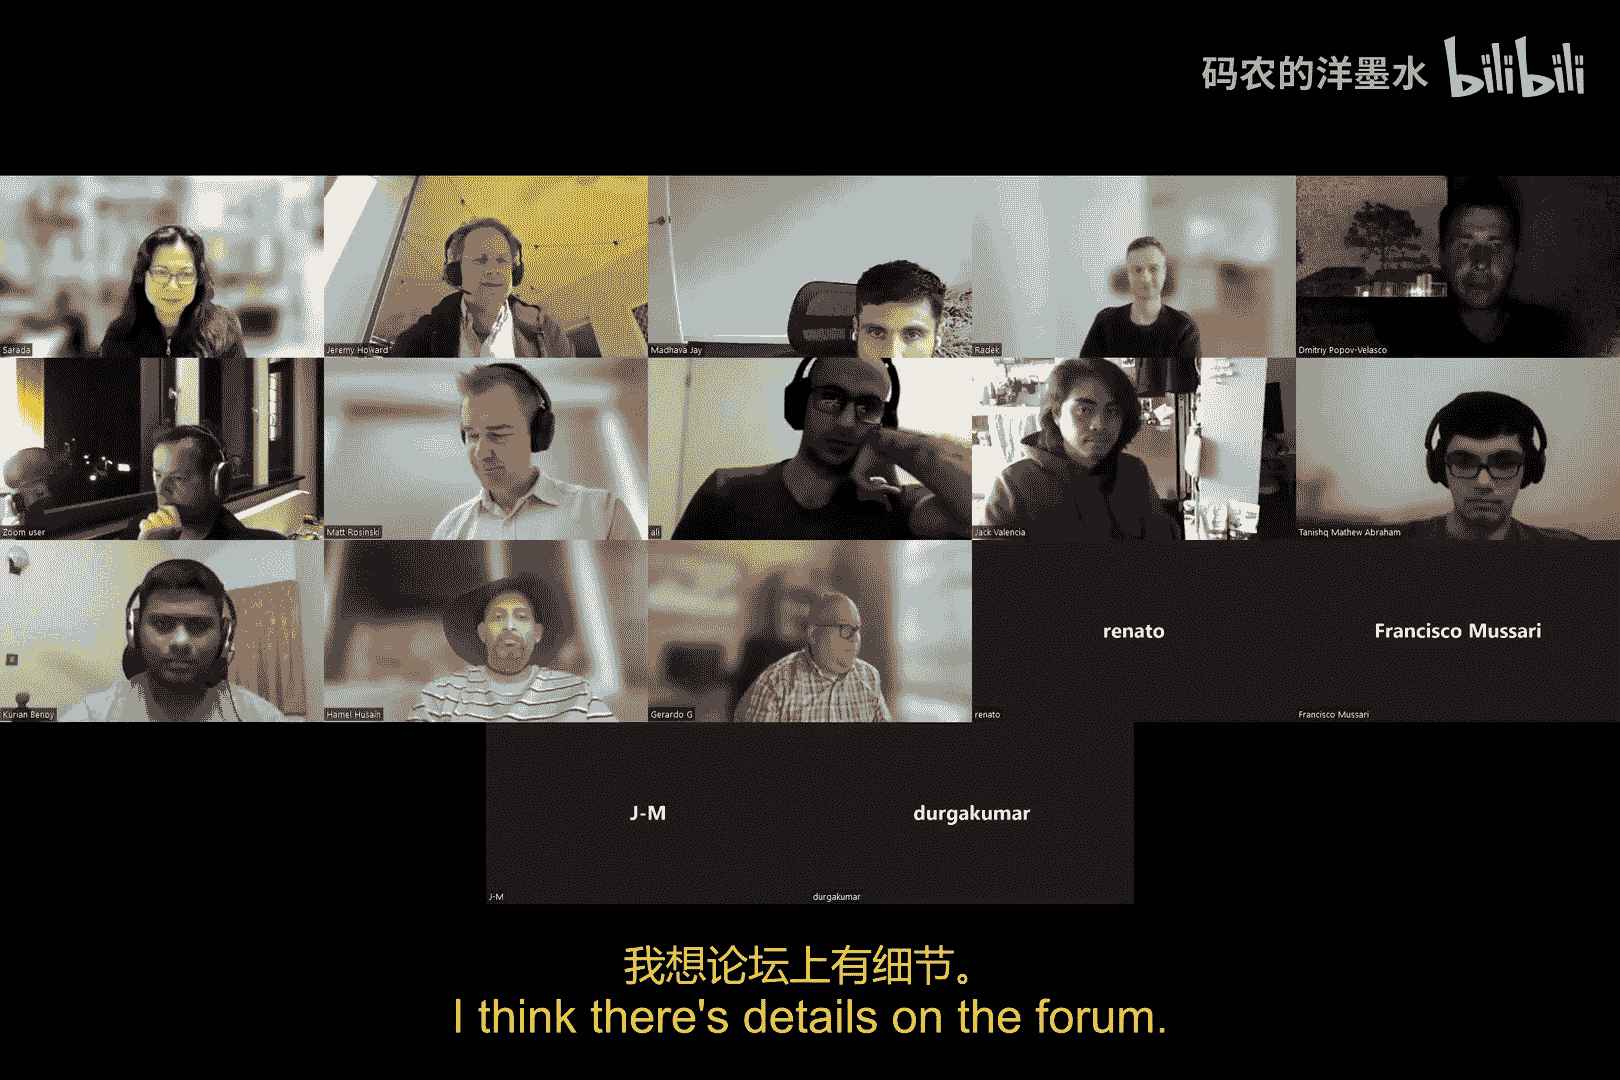 码农的洋墨水 bilibili
Sarada
Jeremy Howard
Madhava Jay
Radek
Dmitriy Popov-Velasco
Zoom user
Matt Rosinski
ali
Jack Valencia
Tanishq Mathew Abraham
renato
Francisco Mussari
Kurian Benoy
Hamel Husain
Gerardo G
renato
Francisco Mussari
J-M
durgakumar
J-M
durgakumar
我想论坛上有细节。
I think there's details on the forum.